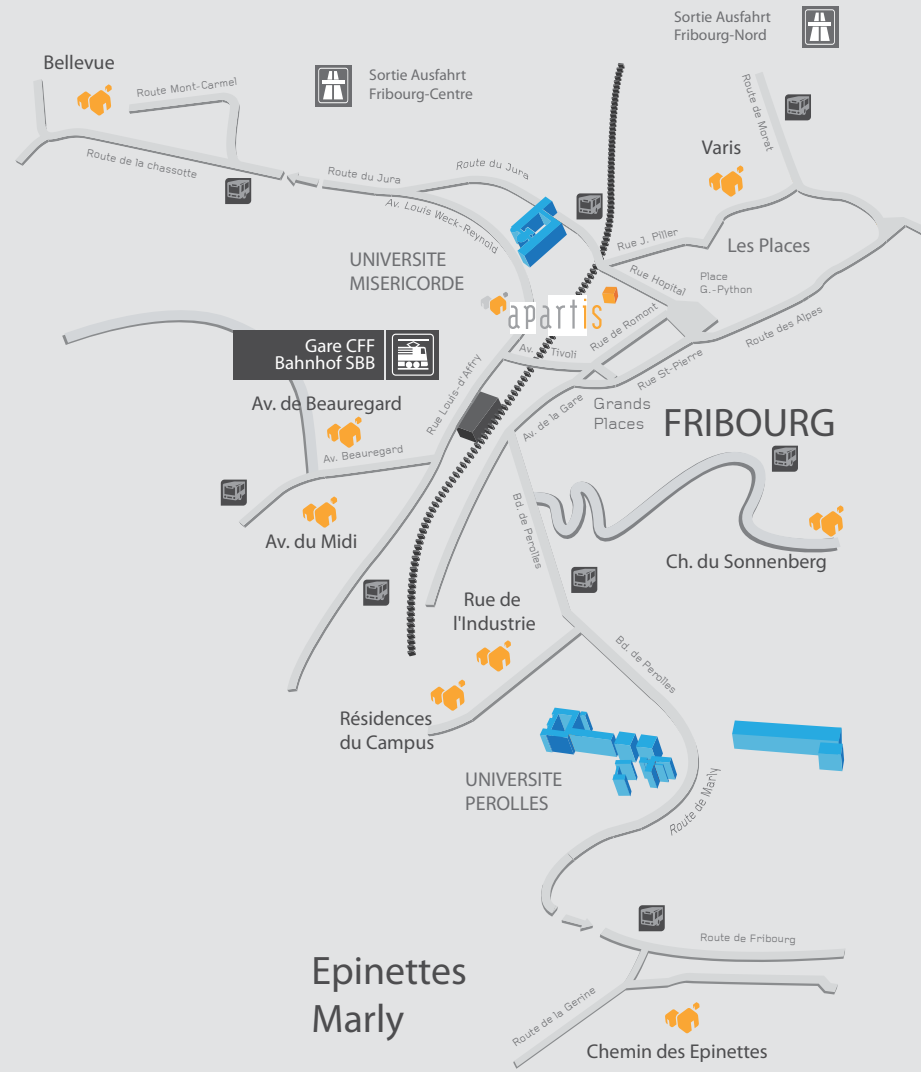 Sortie Ausfahrt
Fribourg-Nord
Bellevue
Sortie Ausfahrt
Fribourg-Centre
Route Mont-Carmel
Route de Morat
Varis
Route de la chassotte
Route du Jura
Route du Jura
Av. Louis Weck-Reynold
Rue J. Piller
Les Places
UNIVERSITE
MISERICORDE
Rue Hopital
Place
G.-Python
apartis
Rue de Romont
Route des Alpes
Gare CFF
Bahnhof SBB
Av. Tivoli
Rue St-Pierre
Rue Louis-d'Affry
Av. de Beauregard
Av. de la Gare
Grands
Places
FRIBOURG
Av. Beauregard
Bd. de Perolles
Av. du Midi
Ch. du Sonnenberg
Rue de
l'Industrie
Bd. de Perolles
Résidences
du Campus
UNIVERSITE
PEROLLES
Route de Marly
Route de Fribourg
Epinettes
Marly
Route de la Gerine
Chemin des Epinettes